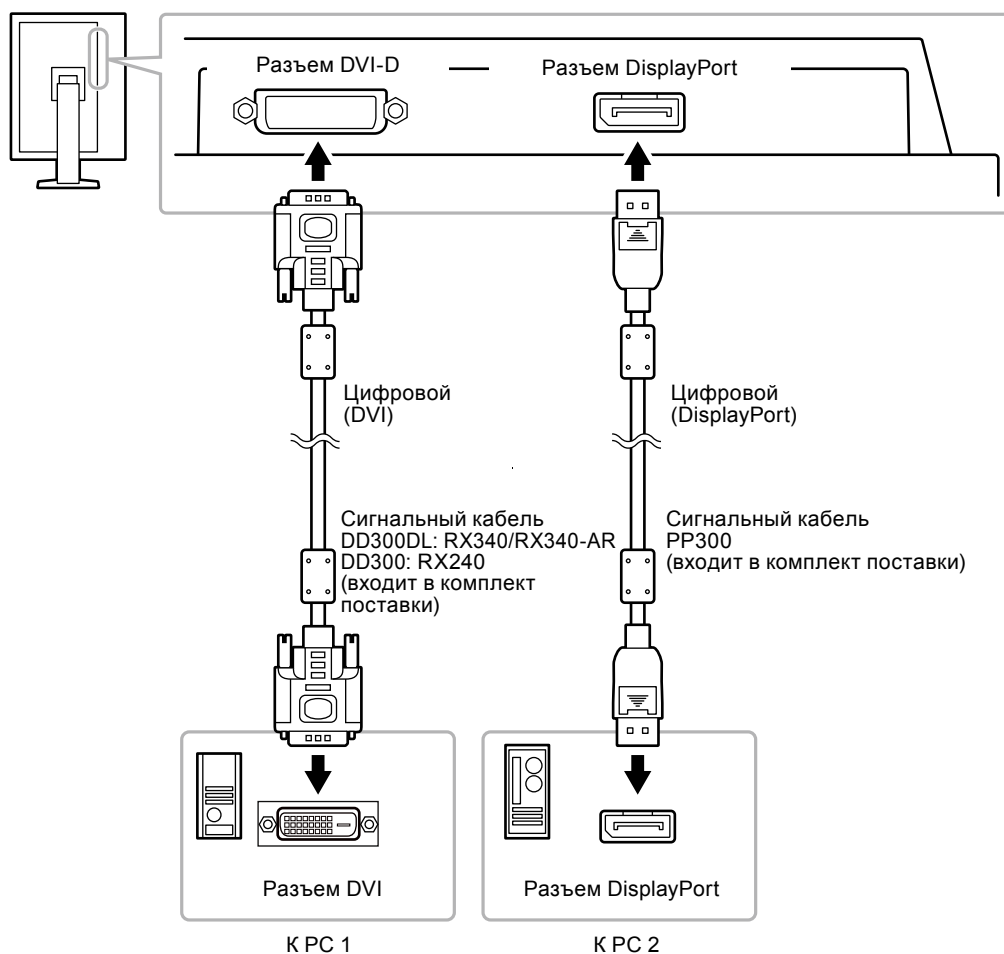 Разъем DVI-D
Разъем DisplayPort
Цифровой
(DVI)
Цифровой
(DisplayPort)
Сигнальный кабель
DD300DL: RX340/RX340-AR
DD300: RX240
(входит в комплект
поставки)
Сигнальный кабель
PP300
(входит в комплект поставки)
Разъем DVI
Разъем DisplayPort
К PC 1
К PC 2